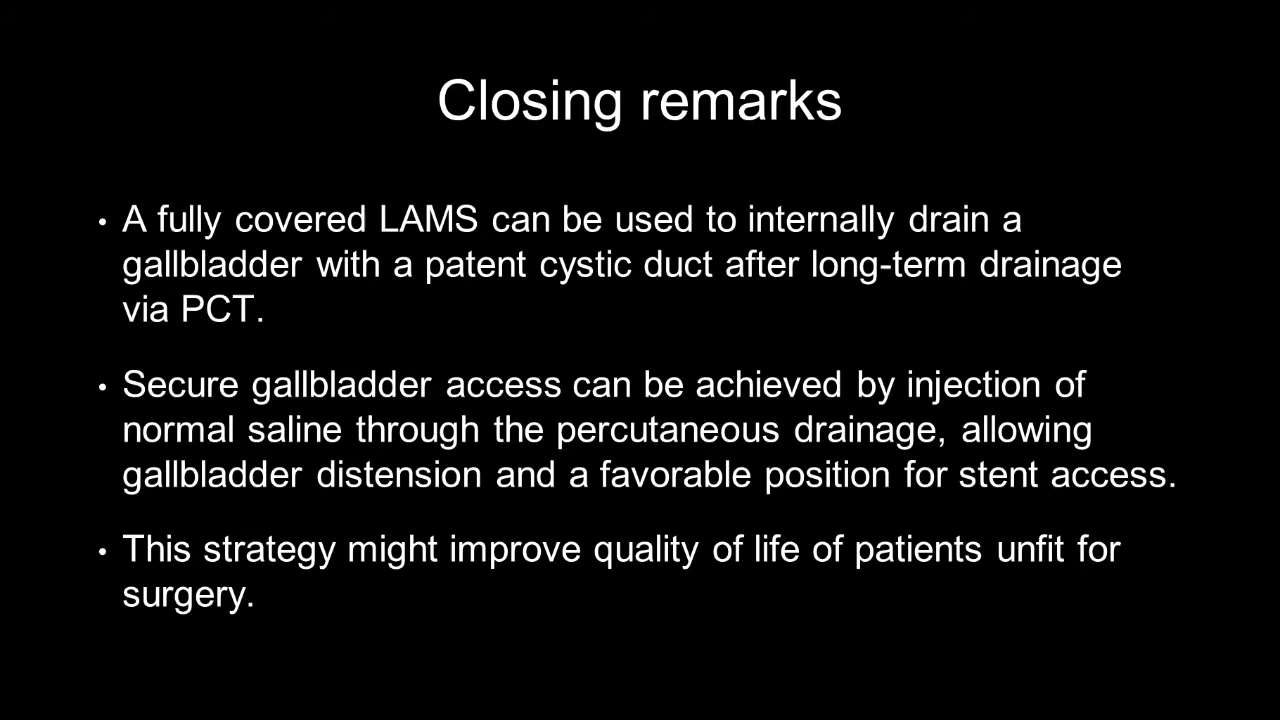 Closing remarks
• A fully covered LAMS can be used to internally drain a
gallbladder with a patent cystic duct after long-term drainage
via PCT.
• Secure gallbladder access can be achieved by injection of
normal saline through the percutaneous drainage, allowing
gallbladder distension and a favorable position for stent access.
• This strategy might improve quality of life of patients unfit for
surgery.